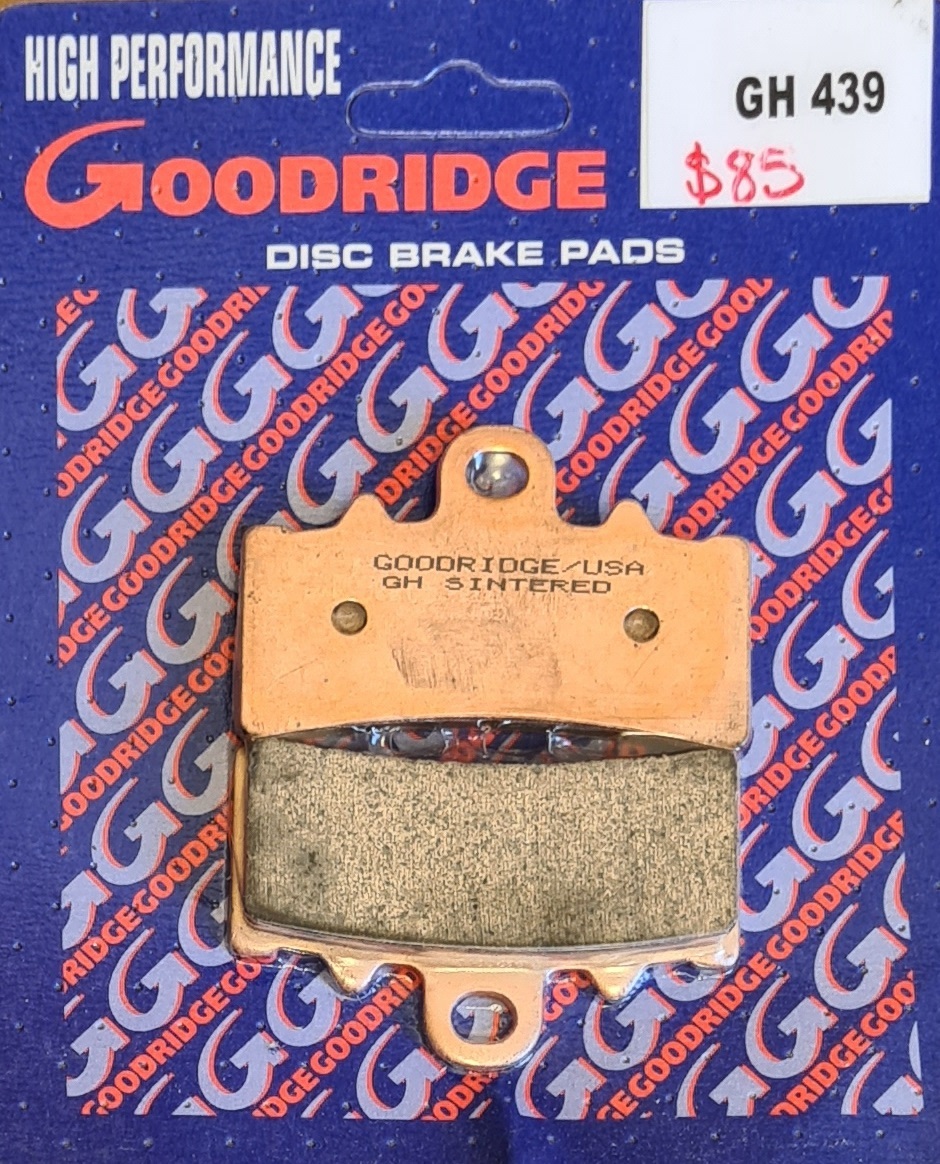 HIGH PERFORMANCE
GOODRIDGE
DISC BRAKE PADS
GH 439
$85
GOODRIDGE/USA
GH SINTERED